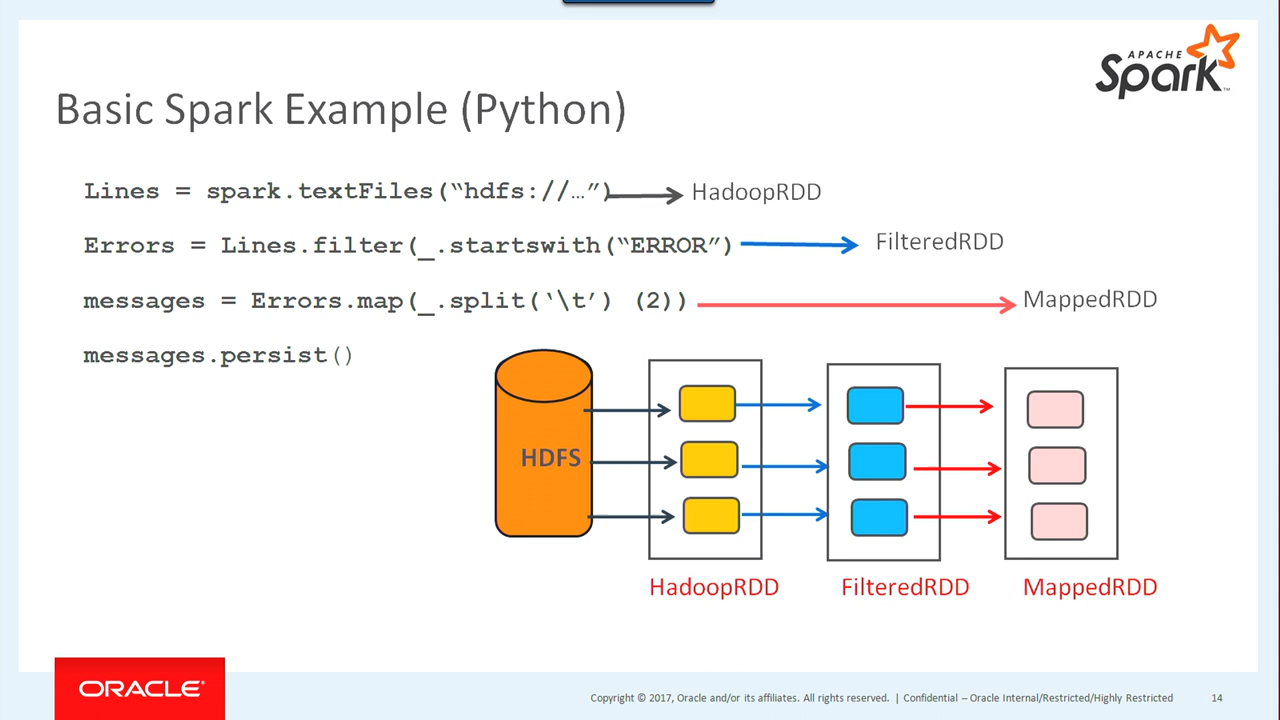 APACHE
Spark™
Basic Spark Example (Python)
Lines = spark.textFiles(“hdfs://…”) HadoopRDD
Errors = Lines.filter(_.startswith(“ERROR”) FilteredRDD
messages = Errors.map(_.split(‘\t’) (2)) MappedRDD
messages.persist()
HDFS
HadoopRDD FilteredRDD MappedRDD
ORACLE®
Copyright © 2017, Oracle and/or its affiliates. All rights reserved. | Confidential – Oracle Internal/Restricted/Highly Restricted 14